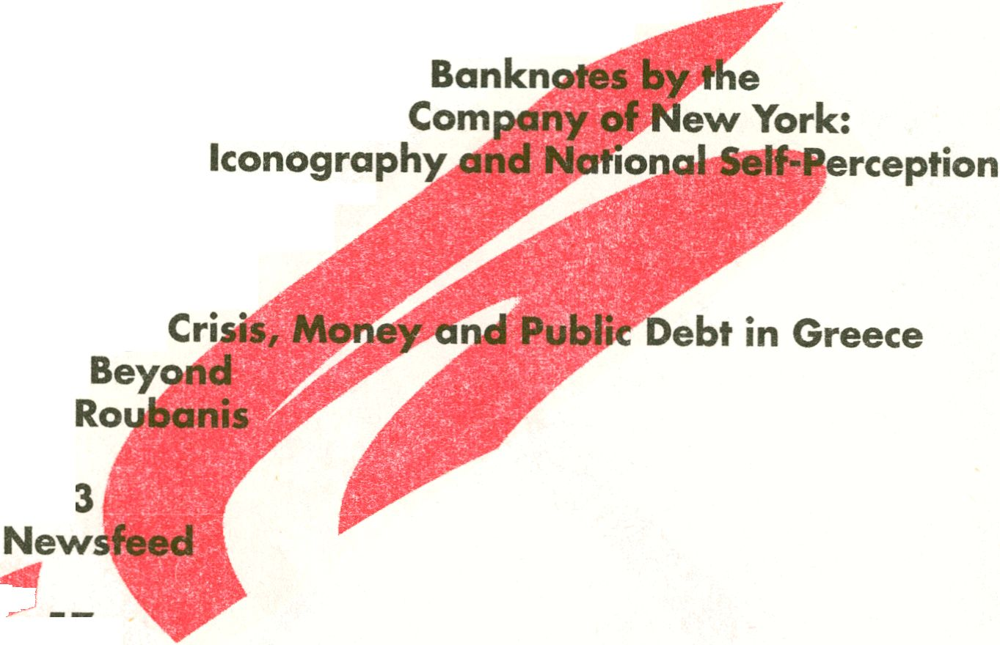 Banknotes by the
Company of New York:
Iconography and National Self-Perception
Crisis, Money and Public Debt in Greece
Beyond
Roubanis
3
Newsfeed